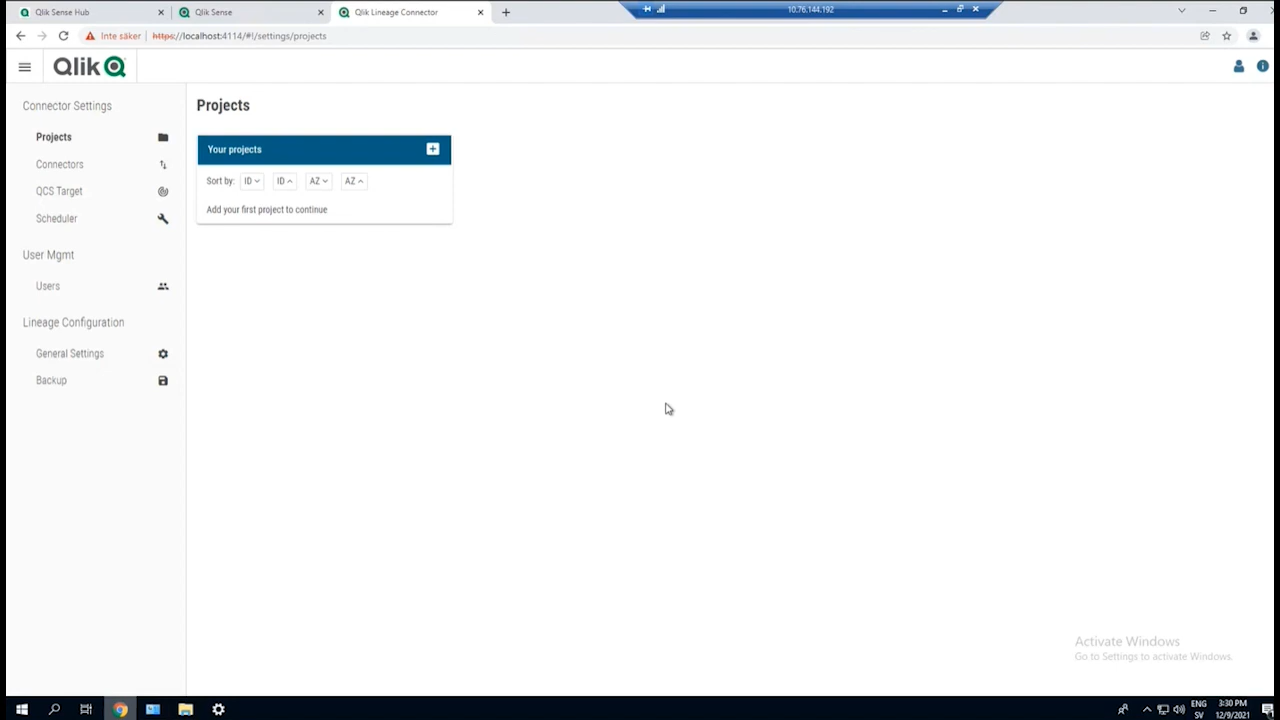 Qlik Sense Hub
Qlik Sense
Qlik Lineage Connector
10.76.144.192
Inte säker
https://localhost:4114/#!/settings/projects
Qlik
Connector Settings
Projects
Connectors
QCS Target
Scheduler
User Mgmt
Users
Lineage Configuration
General Settings
Backup
Projects
Your projects
Sort by: ID ID AZ AZ
Add your first project to continue
Activate Windows
Go to Settings to activate Windows.
ENG
SV
3:30 PM
12/9/2021